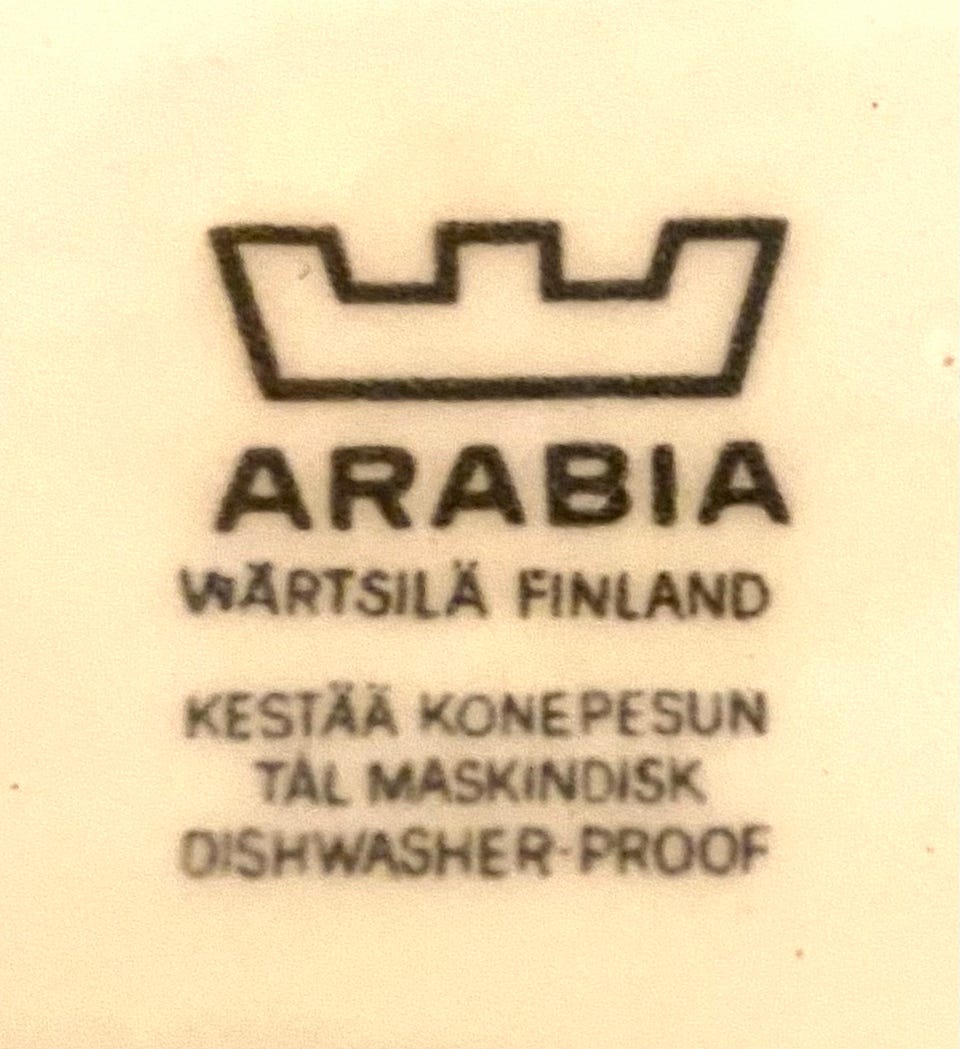 ARABIA
WÄRTSILÄ FINLAND
KESTÄÄ KONEPESUN
TÅL MASKINDISK
DISHWASHER-PROOF